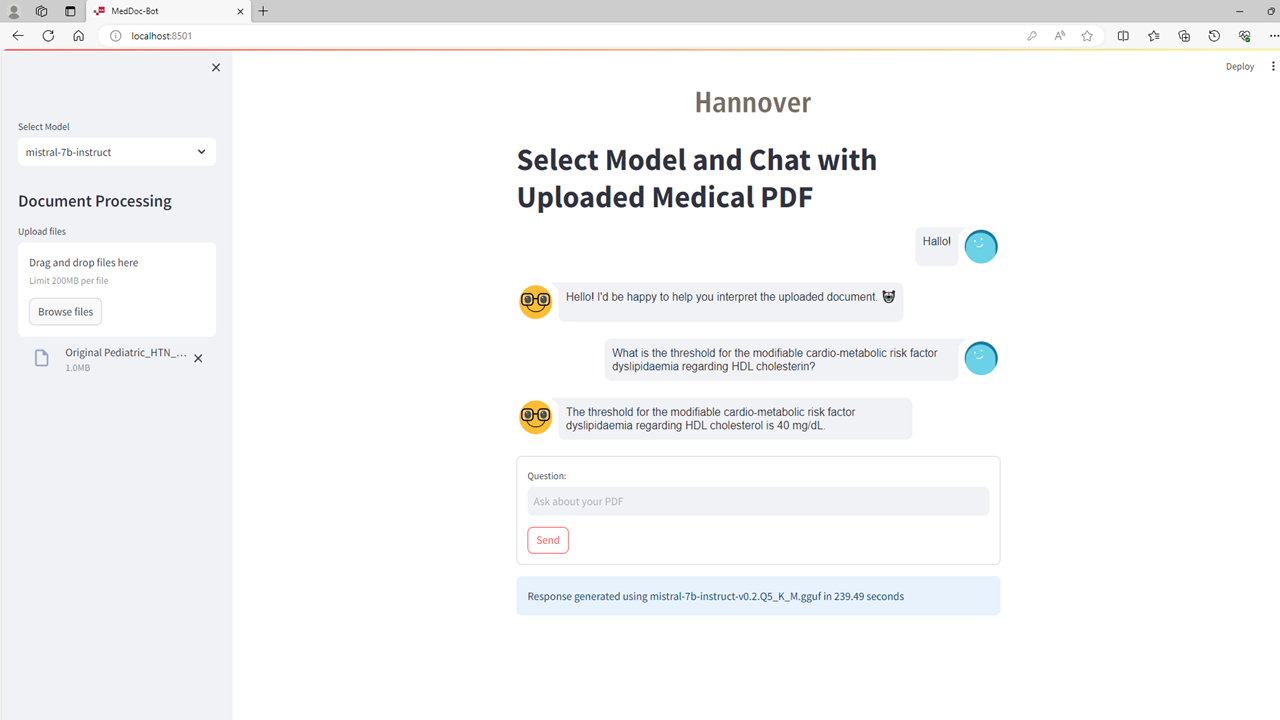 MedDoc-Bot
localhost:8501
Deploy
Select Model
mistral-7b-instruct
Document Processing
Upload files
Drag and drop files here
Limit 200MB per file
Browse files
Original Pediatric_HTN_...
1.0MB
Hannover
Select Model and Chat with
Uploaded Medical PDF
Hallo!
Hello! I'd be happy to help you interpret the uploaded document.
What is the threshold for the modifiable cardio-metabolic risk factor
dyslipidaemia regarding HDL cholesterin?
The threshold for the modifiable cardio-metabolic risk factor
dyslipidaemia regarding HDL cholesterol is 40 mg/dL.
Question:
Ask about your PDF
Send
Response generated using mistral-7b-instruct-v0.2.Q5_K_M.gguf in 239.49 seconds